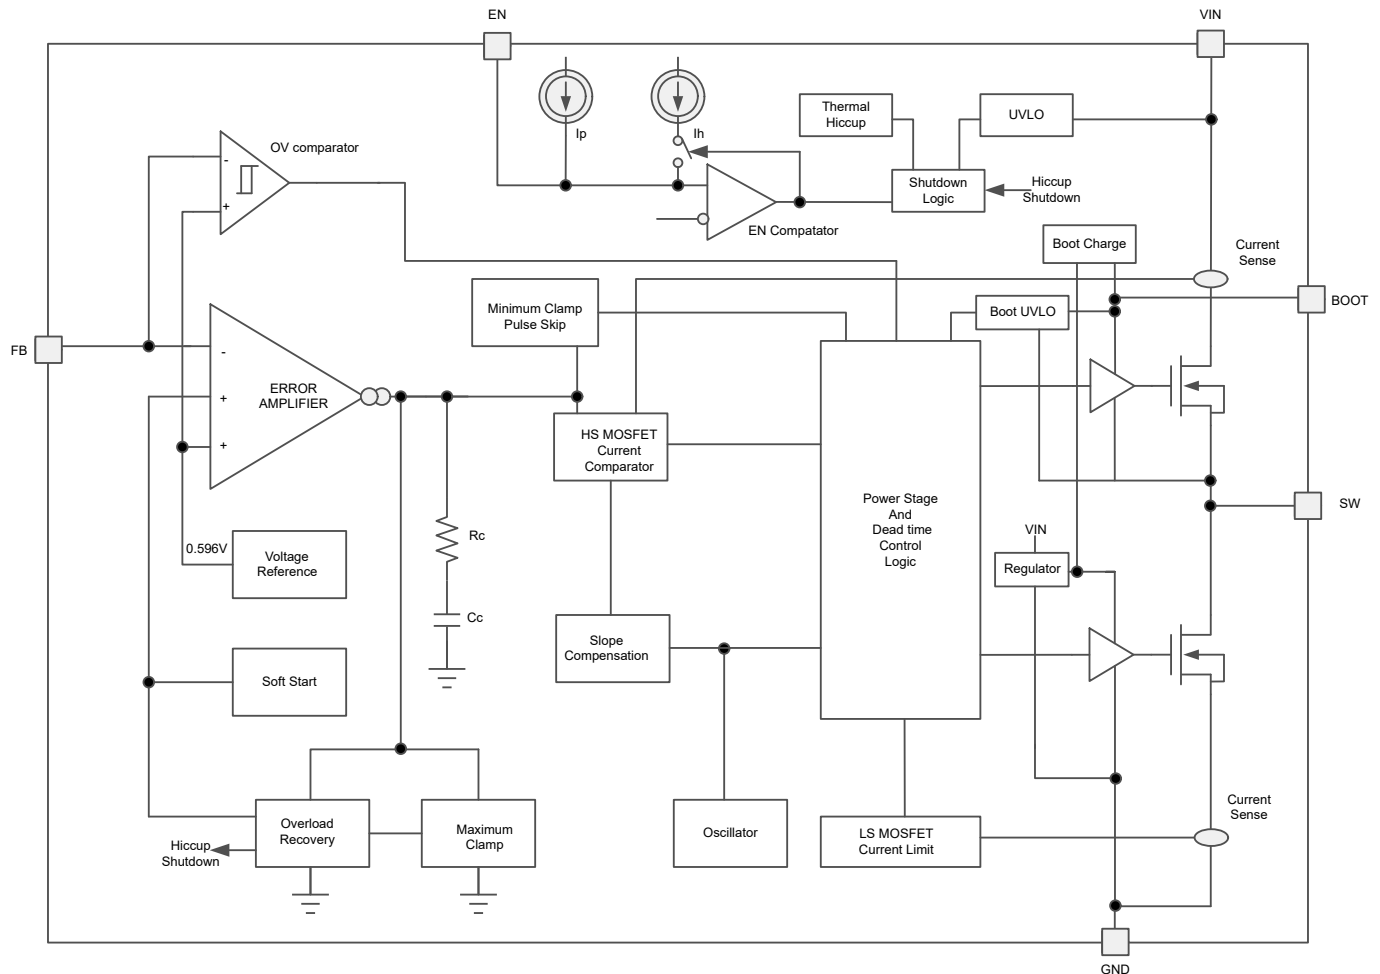 EN
VIN
Ip
Ih
Thermal
Hiccup
UVLO
OV comparator
-
+
Shutdown
Logic
Hiccup
Shutdown
EN Compatator
Boot Charge
Current
Sense
BOOT
Minimum Clamp
Pulse Skip
Boot UVLO
FB
-
+
+
ERROR
AMPLIFIER
HS MOSFET
Current
Comparator
Power Stage
And
Dead time
Control
Logic
SW
Rc
0.596V
Voltage
Reference
VIN
Regulator
Cc
Slope
Compensation
Soft Start
Overload
Recovery
Maximum
Clamp
Hiccup
Shutdown
Oscillator
LS MOSFET
Current Limit
Current
Sense
GND